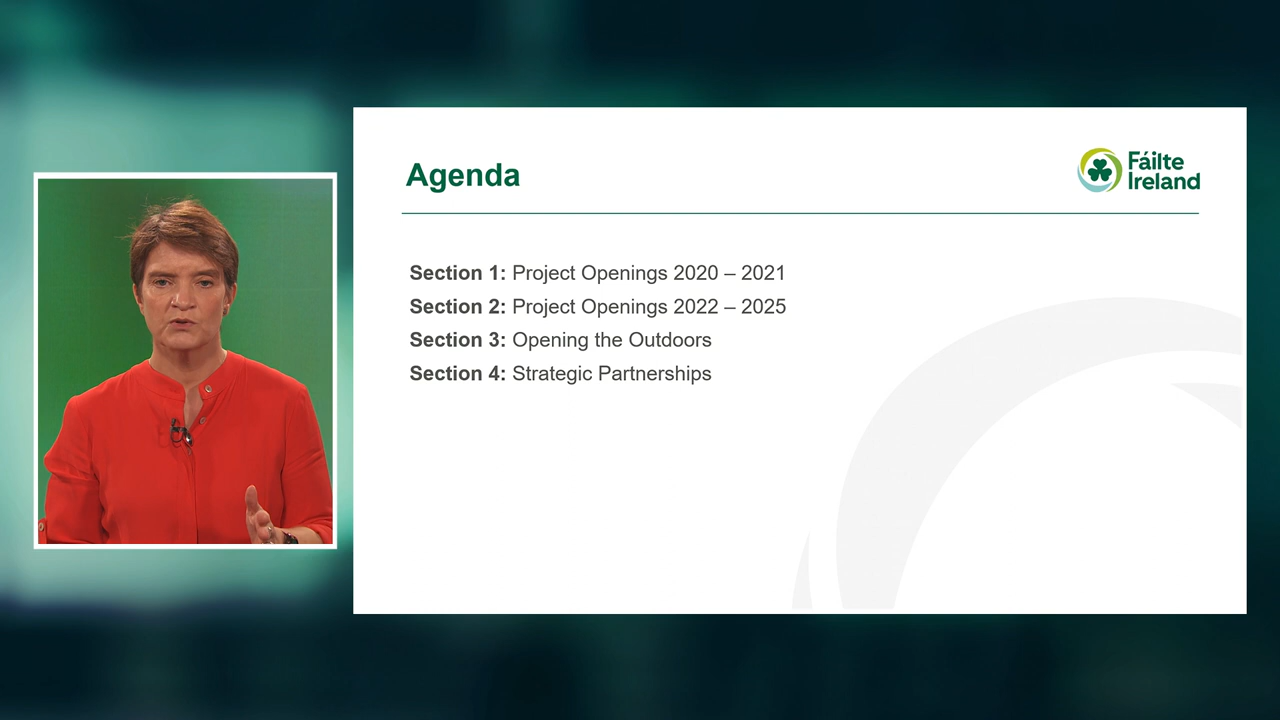 Agenda
Fáilte
Ireland
Section 1: Project Openings 2020 – 2021
Section 2: Project Openings 2022 – 2025
Section 3: Opening the Outdoors
Section 4: Strategic Partnerships